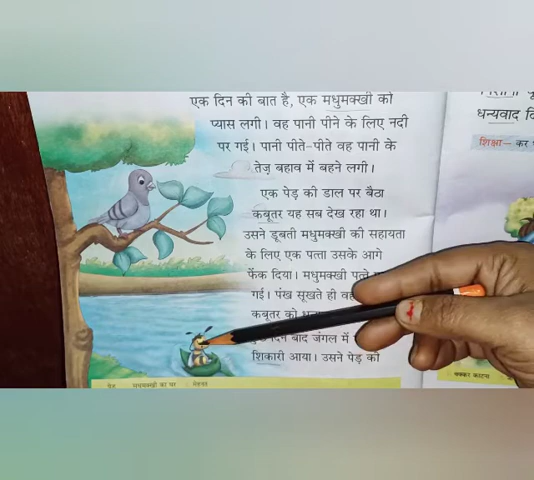 एक दिन की बात है, एक मधुमक्खी को
प्यास लगी। वह पानी पीने के लिए नदी
पर गई। पानी पीते-पीते वह पानी के
तेज़ बहाव में बहने लगी।
एक पेड़ की डाल पर बैठा
कबूतर यह सब देख रहा था।
उसने डूबती मधुमक्खी की सहायता
के लिए एक पत्ता उसके आगे
फेंक दिया। मधुमक्खी पत्ते
गई। पंख सूखते ही
कबूतर को
दिन बाद जंगल में
शिकारी आया। उसने पेड़ की
धन्यवाद
शिक्षा— कर